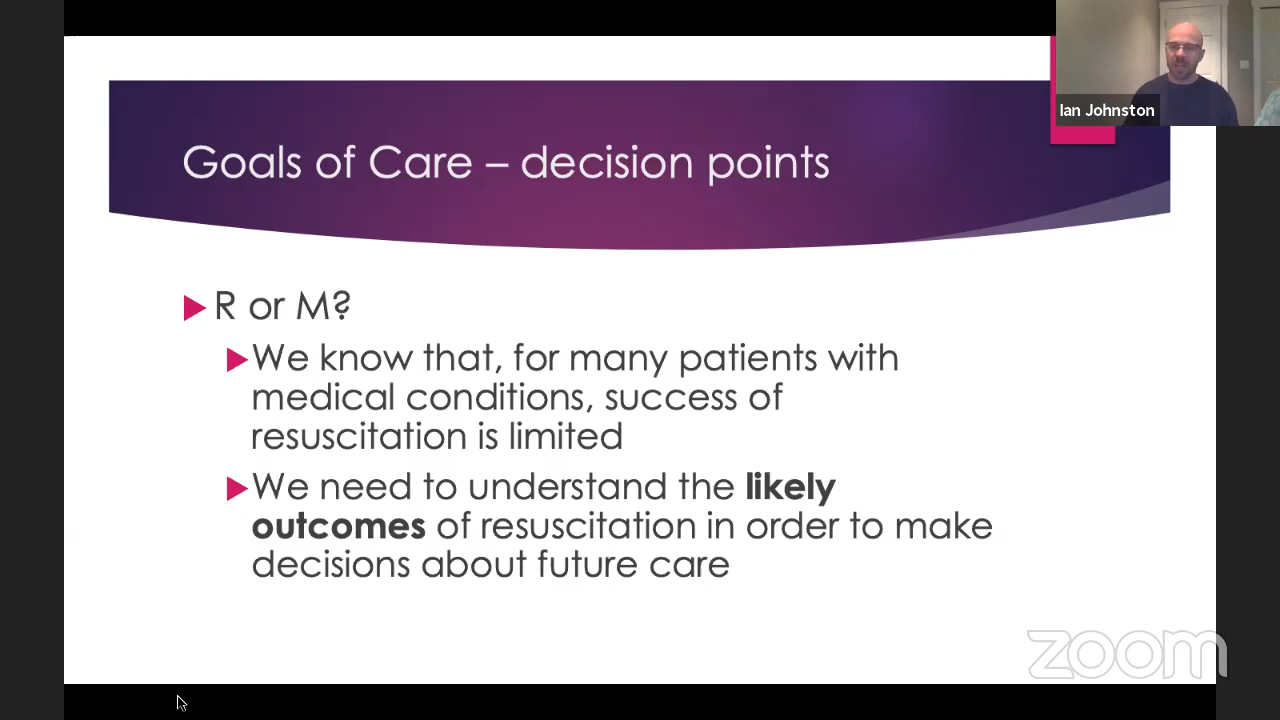 Ian Johnston
Goals of Care – decision points
R or M?
We know that, for many patients with
medical conditions, success of
resuscitation is limited
We need to understand the likely
outcomes of resuscitation in order to make
decisions about future care
zoom